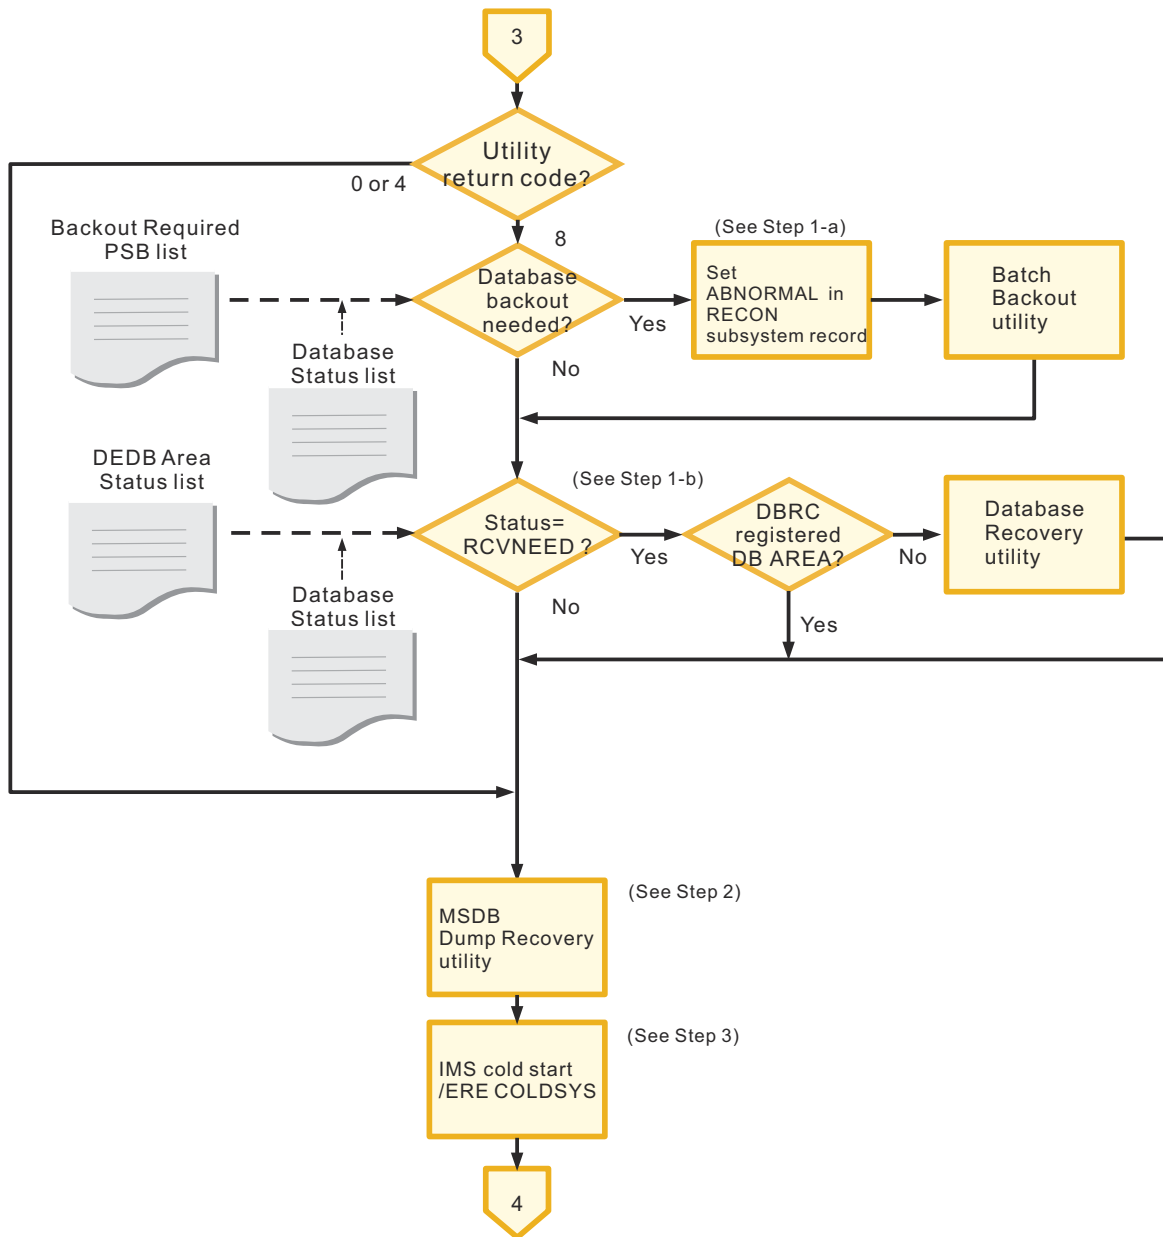 3
Utility
return code?
0 or 4
8
Backout Required
PSB list
Database
backout
needed?
Yes
No
(See Step 1-a)
Set
ABNORMAL in
RECON
subsystem record
Batch
Backout
utility
Database
Status list
DEDB Area
Status list
Status=
RCVNEED ?
(See Step 1-b)
Yes
No
DBRC
registered
DB AREA?
No
Yes
Database
Recovery
utility
Database
Status list
MSDB
Dump Recovery
utility
(See Step 2)
IMS cold start
/ERE COLDSYS
(See Step 3)
4